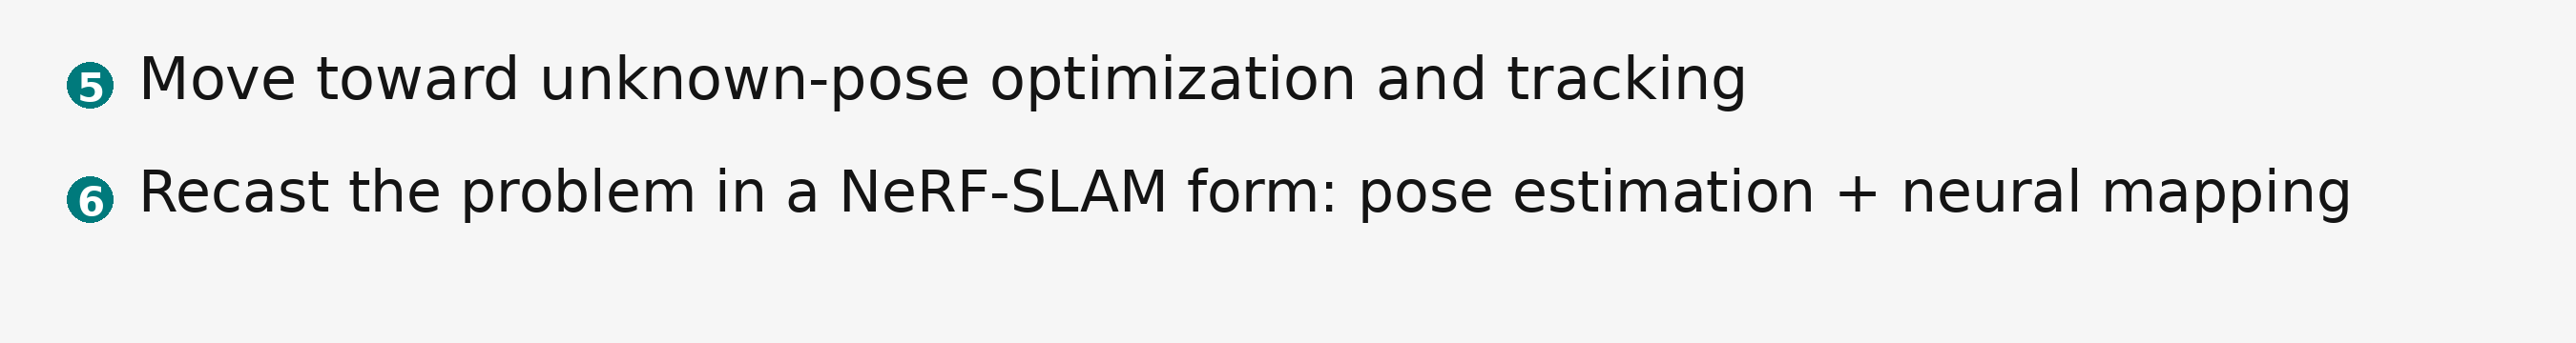 5 Move toward unknown-pose optimization and tracking
6 Recast the problem in a NeRF-SLAM form: pose estimation + neural mapping